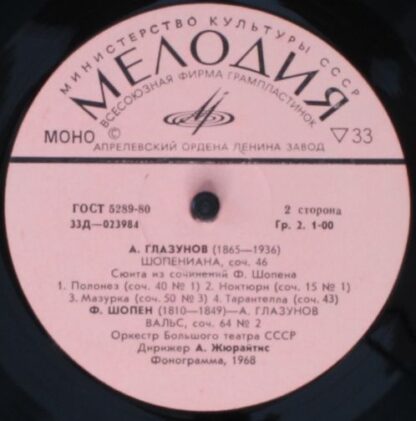 МИНИСТЕРСТВО КУЛЬТУРЫ СССР
МЕЛОДИЯ
ВСЕСОЮЗНАЯ ФИРМА ГРАМПЛАСТИНОК
МОНО © ▽33
АПРЕЛЕВСКИЙ ОРДЕНА ЛЕНИНА ЗАВОД
ГОСТ 5289-80 2 сторона
33Д—023984 Гр. 2. 1-00
А. ГЛАЗУНОВ (1865—1936)
ШОПЕНИАНА, соч. 46
Сюита из сочинений Ф. Шопена
1. Полонез (соч. 40 № 1) 2. Ноктюрн (соч. 15 № 1)
3. Мазурка (соч. 50 № 3) 4. Тарантелла (соч. 43)
Ф. ШОПЕН (1810—1849)—А. ГЛАЗУНОВ
ВАЛЬС, соч. 64 № 2
Оркестр Большого театра СССР
Дирижер А. Жюрайтис
Фонограмма, 1968